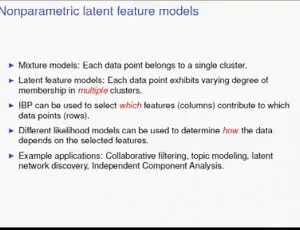 Nonparametric latent feature models
Mixture models: Each data point belongs to a single cluster.
Latent feature models: Each data point exhibits varying degree of
membership in multiple clusters.
IBP can be used to select which features (columns) contribute to which
data points (rows).
Different likelihood models can be used to determine how the data
depends on the selected features.
Example applications: Collaborative filtering, topic modeling, latent
network discovery, Independent Component Analysis.